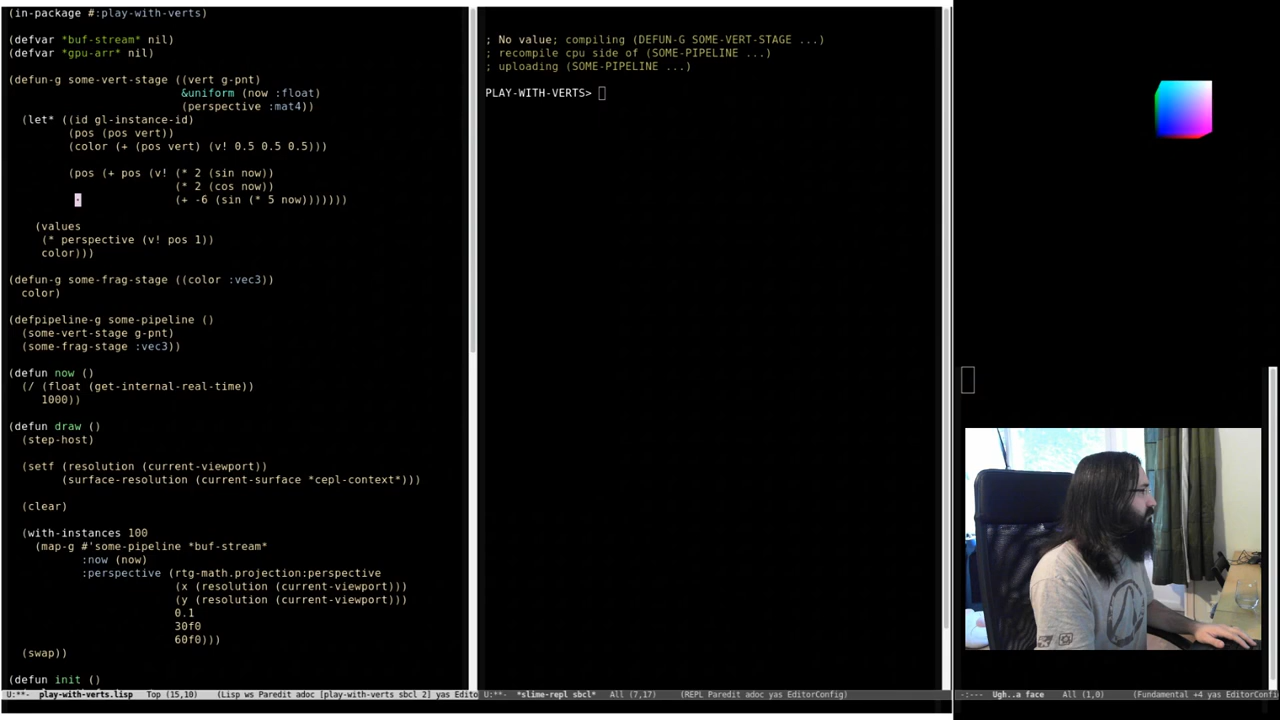 (in-package #:play-with-verts)
(defvar *buf-stream* nil)
(defvar *gpu-arr* nil)
(defun-g some-vert-stage ((vert g-pnt)
&uniform (now :float)
(perspective :mat4))
(let* ((id gl-instance-id)
(pos (pos vert))
(color (+ (pos vert) (v! 0.5 0.5 0.5)))
(pos (+ pos (v! (* 2 (sin now))
(* 2 (cos now))
(+ -6 (sin (* 5 now)))))))
(values
(* perspective (v! pos 1))
color)))
(defun-g some-frag-stage ((color :vec3))
color)
(defpipeline-g some-pipeline ()
(some-vert-stage g-pnt)
(some-frag-stage :vec3))
(defun now ()
(/ (float (get-internal-real-time))
1000))
(defun draw ()
(step-host)
(setf (resolution (current-viewport))
(surface-resolution (current-surface *cepl-context*)))
(clear)
(with-instances 100
(map-g #'some-pipeline *buf-stream*
:now (now)
:perspective (rtg-math.projection:perspective
(x (resolution (current-viewport)))
(y (resolution (current-viewport)))
0.1
30f0
60f0)))
(swap))
(defun init ()
U:**- play-with-verts.lisp Top (15,10) (Lisp ws Paredit adoc [play-with-verts sbcl 2] yas Edito
; No value; compiling (DEFUN-G SOME-VERT-STAGE ...)
; recompile cpu side of (SOME-PIPELINE ...)
; uploading (SOME-PIPELINE ...)
PLAY-WITH-VERTS>
U:**- *slime-repl sbcl* All (7,17) (REPL Paredit adoc yas EditorConfig)
-:--- Ugh..a face All (1,0) (Fundamental +4 yas EditorConfi